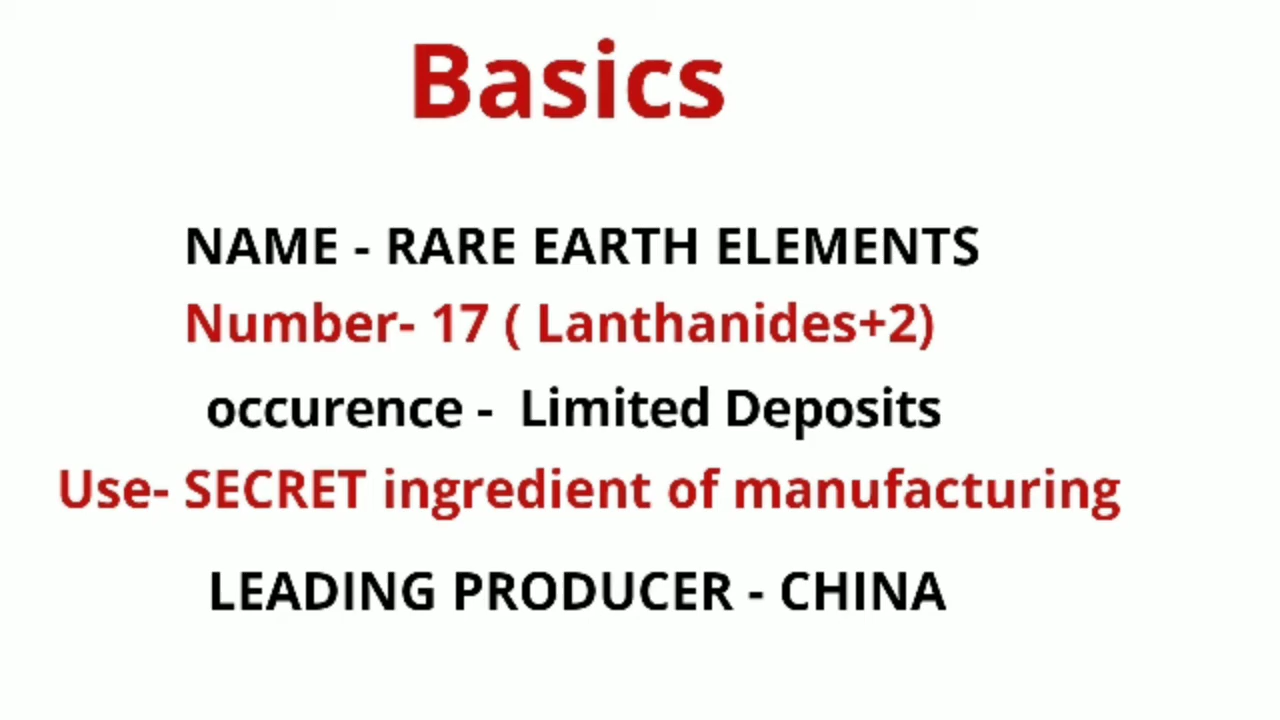 Basics
NAME - RARE EARTH ELEMENTS
Number- 17 ( Lanthanides+2)
occurence - Limited Deposits
Use- SECRET ingredient of manufacturing
LEADING PRODUCER - CHINA